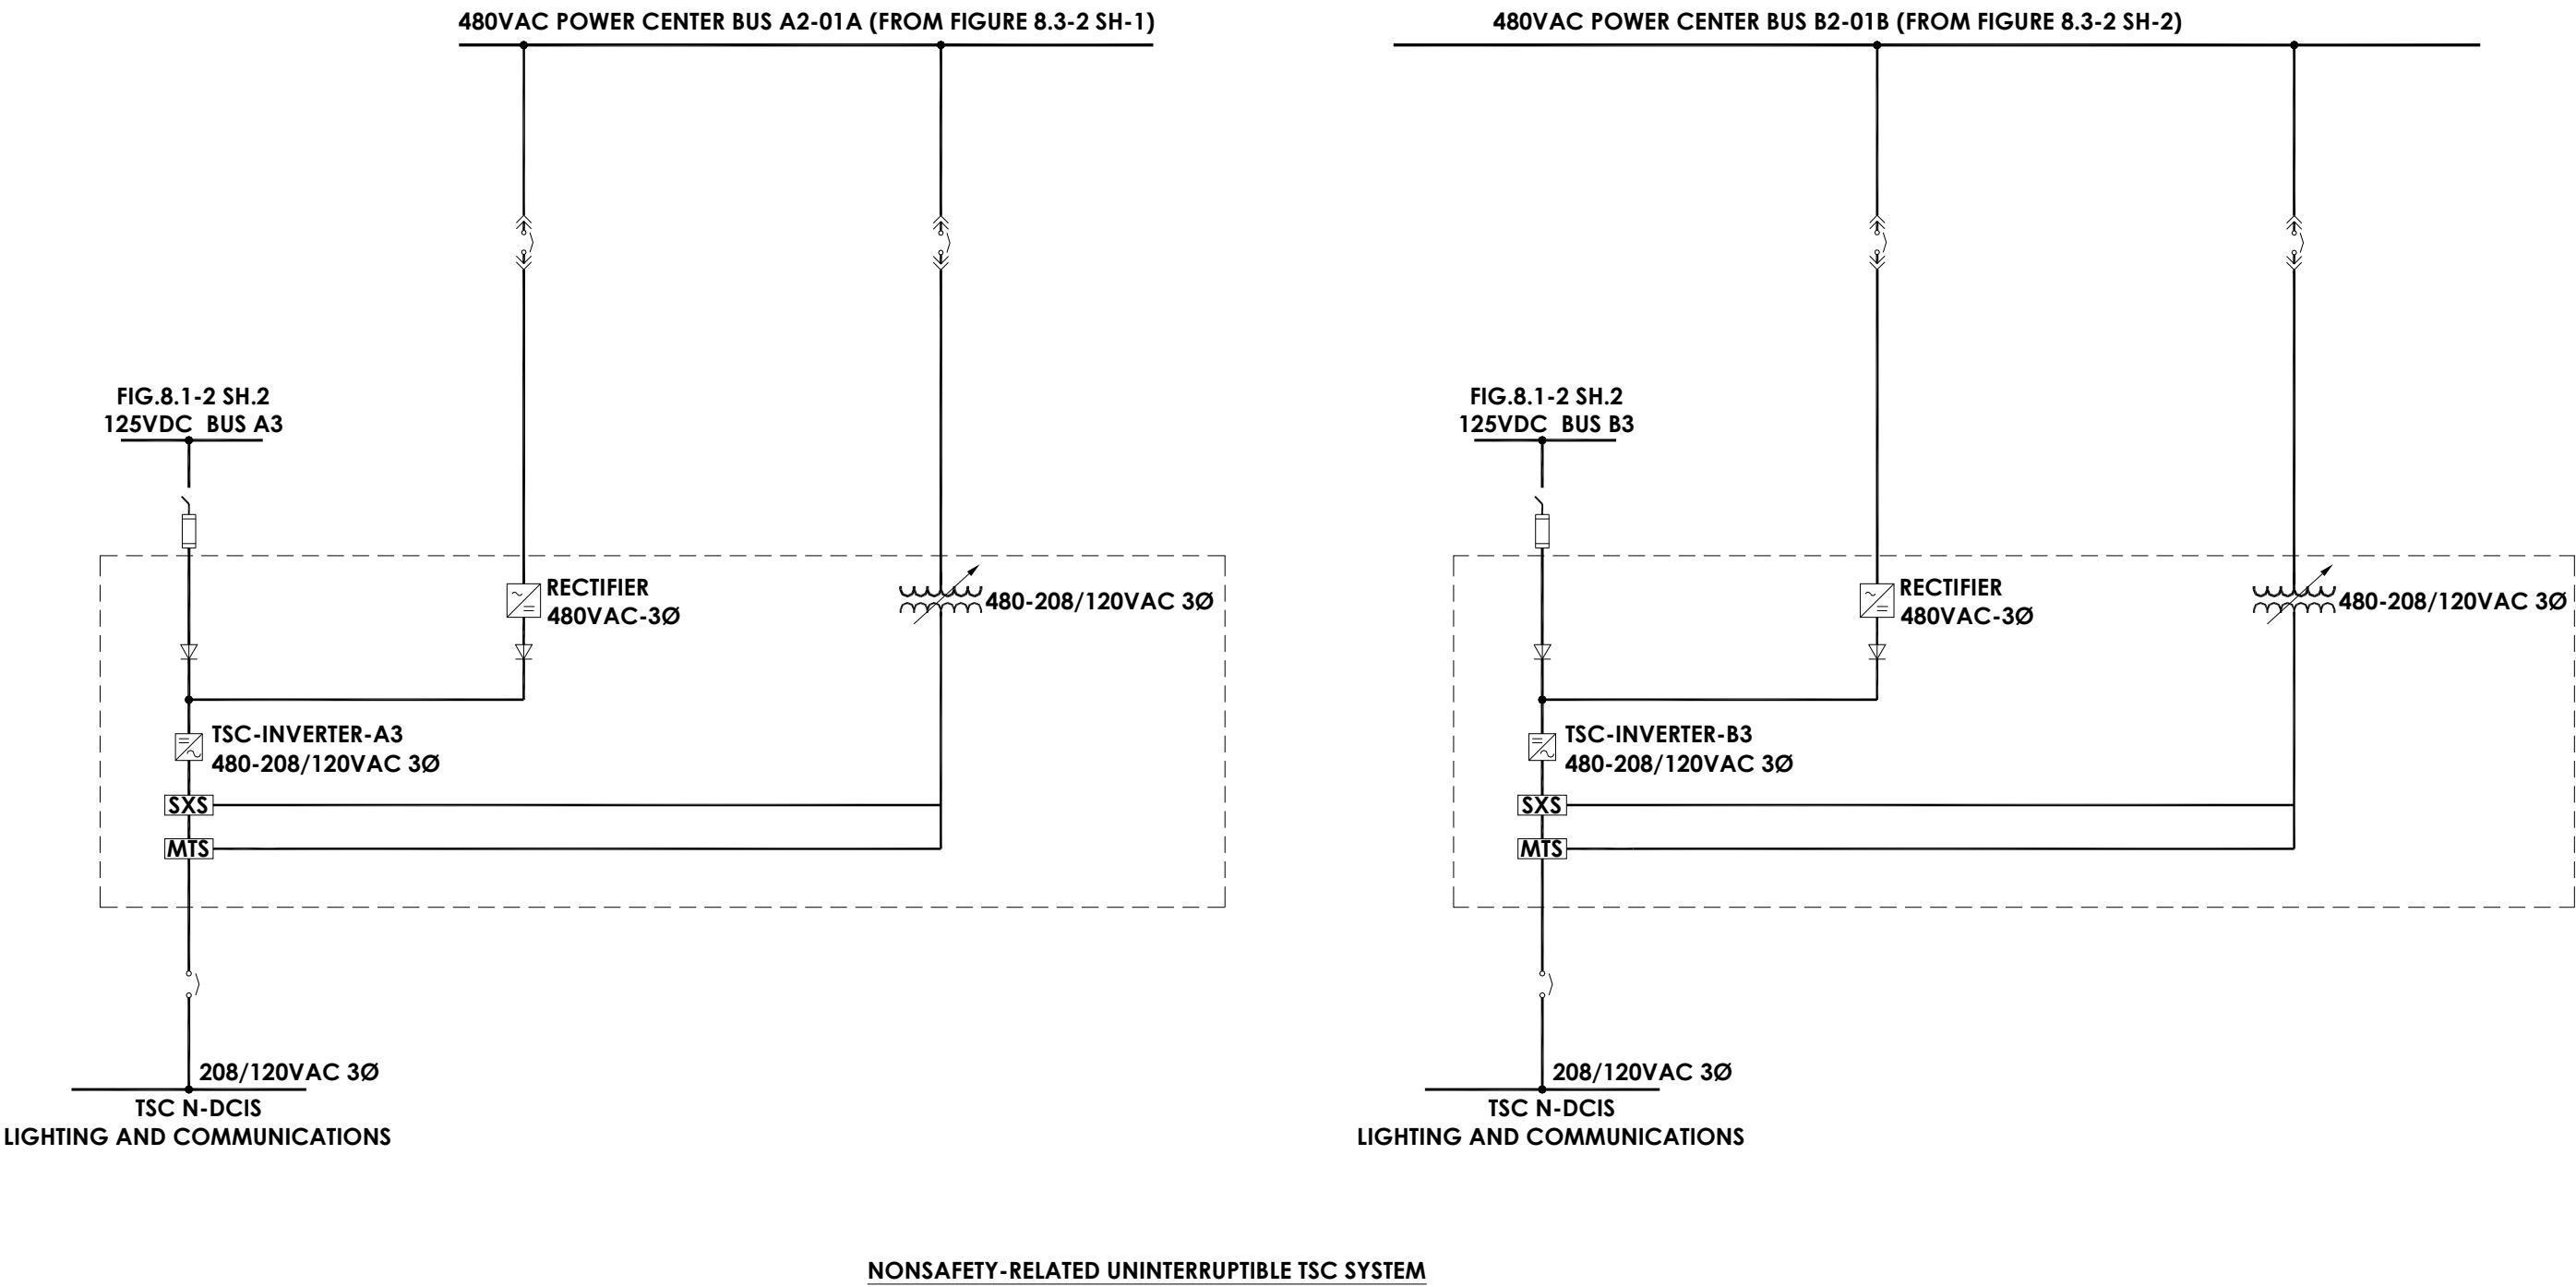 480VAC POWER CENTER BUS A2-01A (FROM FIGURE 8.3-2 SH-1)
480VAC POWER CENTER BUS B2-01B (FROM FIGURE 8.3-2 SH-2)
FIG.8.1-2 SH.2
125VDC BUS A3
RECTIFIER
480VAC-3Ø
480-208/120VAC 3Ø
TSC-INVERTER-A3
480-208/120VAC 3Ø
SXS
MTS
208/120VAC 3Ø
TSC N-DCIS
LIGHTING AND COMMUNICATIONS
FIG.8.1-2 SH.2
125VDC BUS B3
RECTIFIER
480VAC-3Ø
480-208/120VAC 3Ø
TSC-INVERTER-B3
480-208/120VAC 3Ø
SXS
MTS
208/120VAC 3Ø
TSC N-DCIS
LIGHTING AND COMMUNICATIONS
NONSAFETY-RELATED UNINTERRUPTIBLE TSC SYSTEM